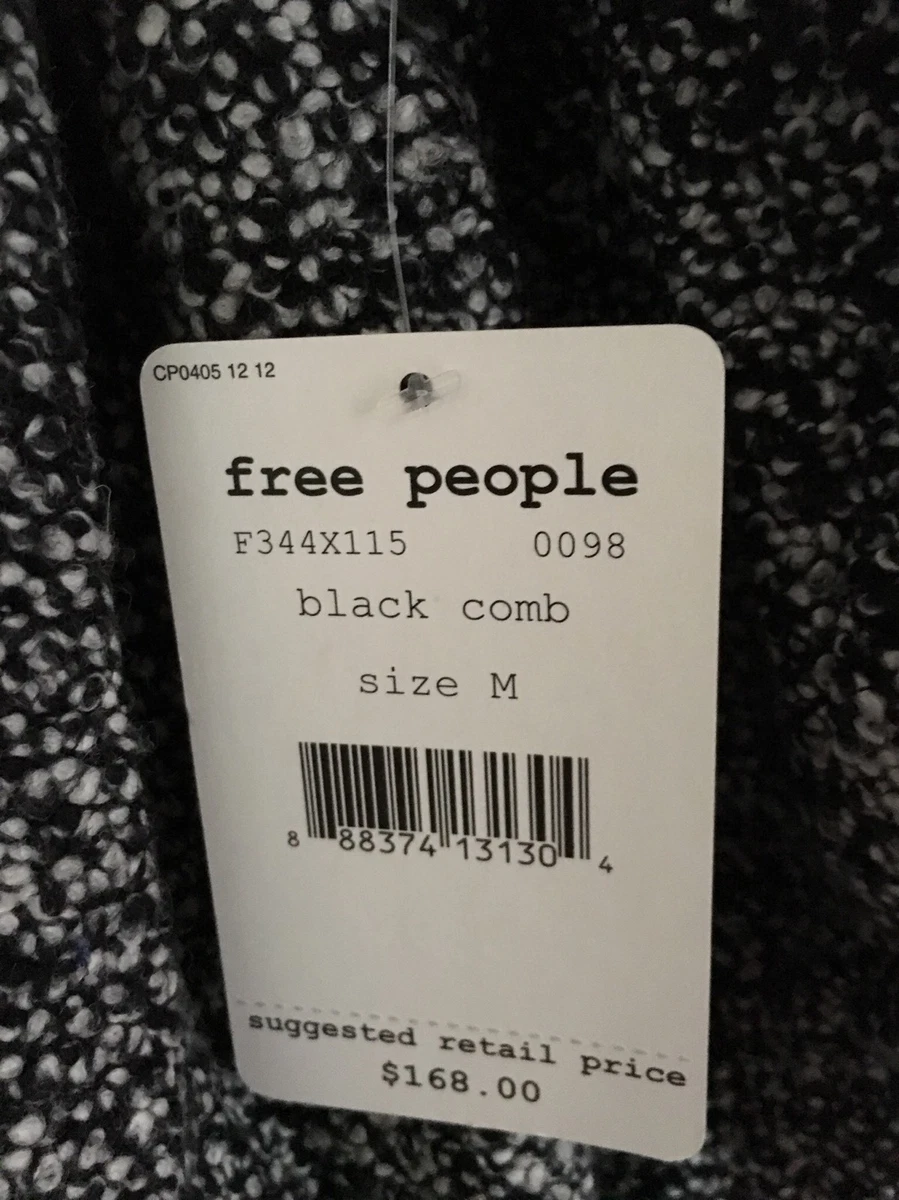 CP0405 12 12
free people
F344X115 0098
black comb
size M
8 88374 13130 4
suggested retail price
$168.00